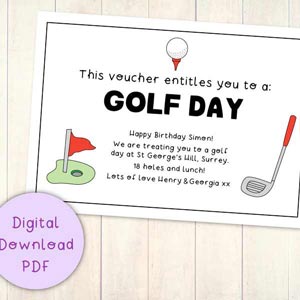 This voucher entitles you to a:
GOLF DAY
Happy Birthday Simon!
We are treating you to a golf
day at St George's Hill, Surrey.
18 holes and lunch!
Lots of love Henry & Georgia xx
Digital
Download
PDF